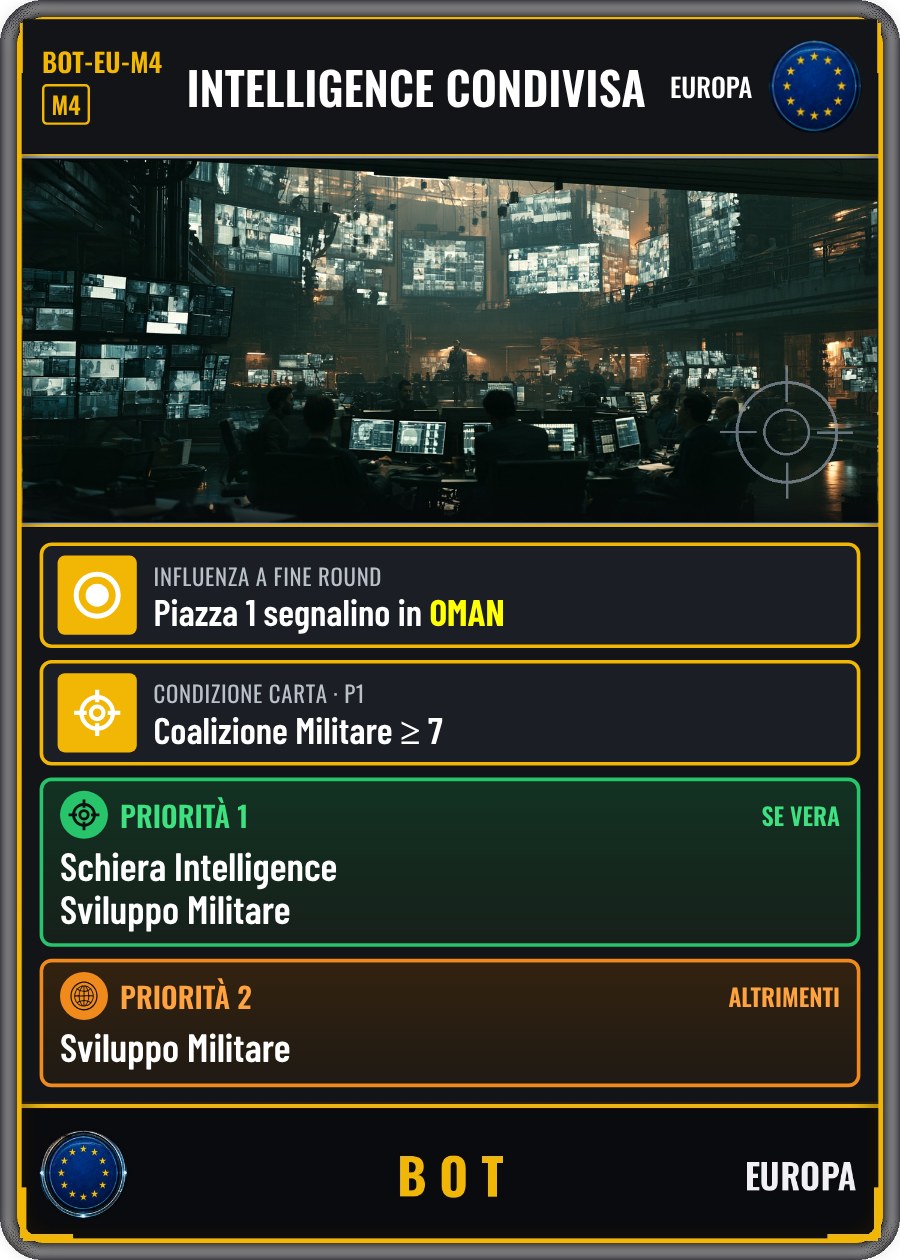 BOT-EU-M4
M4
INTELLIGENCE CONDIVISA
EUROPA
INFLUENZA A FINE ROUND
Piazza 1 segnalino in OMAN
CONDIZIONE CARTA · P1
Coalizione Militare ≥ 7
PRIORITÀ 1
SE VERA
Schiera Intelligence
Sviluppo Militare
PRIORITÀ 2
ALTRIMENTI
Sviluppo Militare
BOT
EUROPA